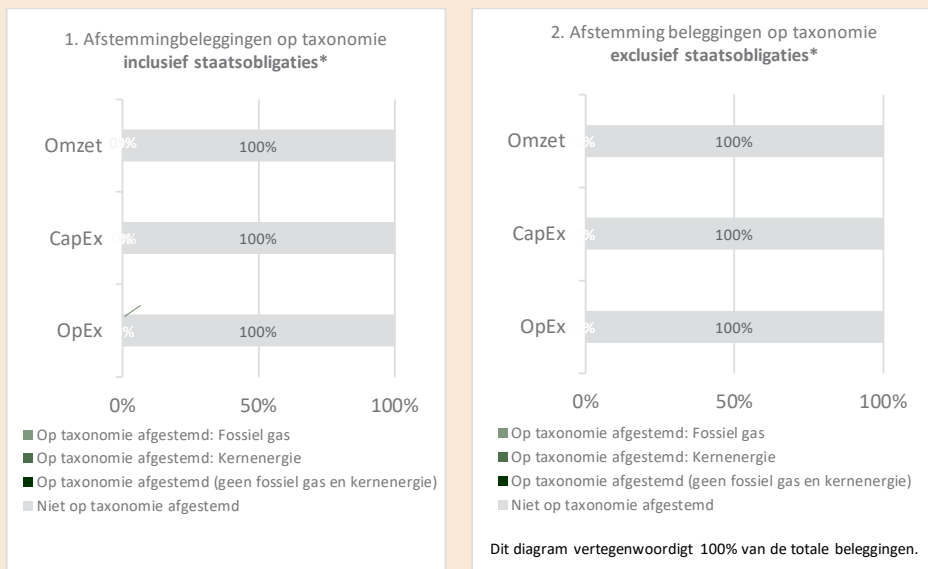 1. Afstemmingbeleggingen op taxonomie
inclusief staatsobligaties*
Omzet
0%
100%
CapEx
0%
100%
OpEx
0%
100%
0%
50%
100%
Op taxonomie afgestemd: Fossiel gas
Op taxonomie afgestemd: Kernenergie
Op taxonomie afgestemd (geen fossiel gas en kernenergie)
Niet op taxonomie afgestemd
2. Afstemming beleggingen op taxonomie
exclusief staatsobligaties*
Omzet
100%
CapEx
100%
OpEx
100%
0%
50%
100%
Op taxonomie afgestemd: Fossiel gas
Op taxonomie afgestemd: Kernenergie
Op taxonomie afgestemd (geen fossiel gas en kernenergie)
Niet op taxonomie afgestemd
Dit diagram vertegenwoordigt 100% van de totale beleggingen.